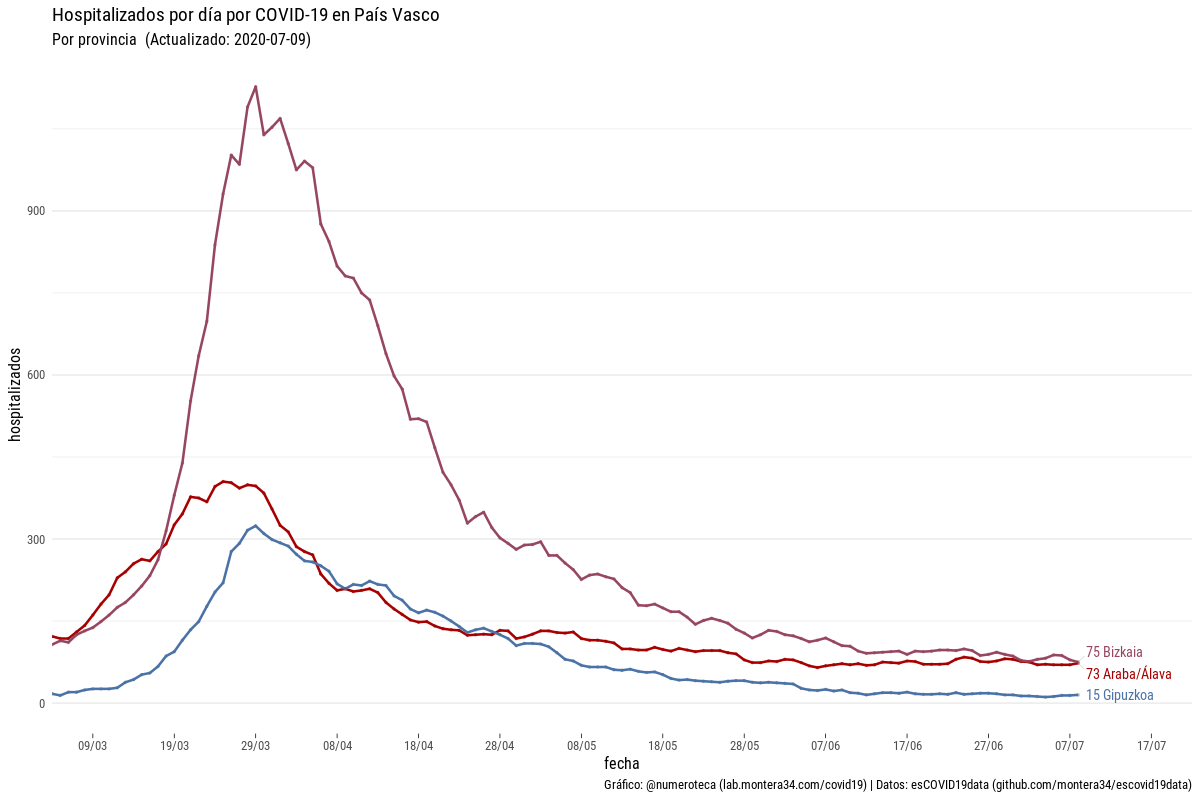 Hospitalizados por día por COVID-19 en País Vasco
Por provincia  (Actualizado: 2020-07-09)
hospitalizados
900
600
300
0
75 Bizkaia
73 Araba/Álava
15 Gipuzkoa
09/03 19/03 29/03 08/04 18/04 28/04 08/05 18/05 28/05 07/06 17/06 27/06 07/07 17/07
fecha
Gráfico: @numeroteca (lab.montera34.com/covid19) | Datos: esCOVID19data (github.com/montera34/escovid19data)